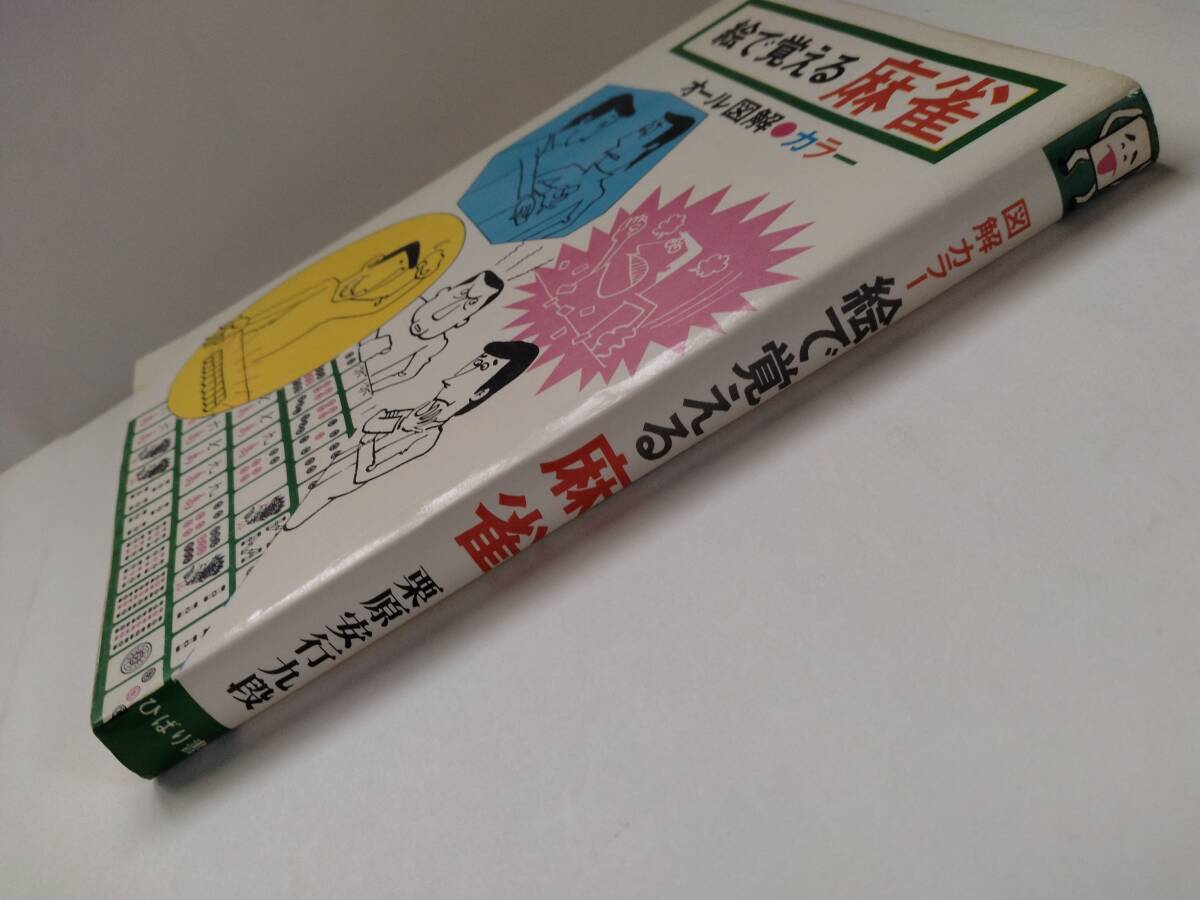 絵で覚える 麻雀
オール図解●カラー
図解カラー
絵で覚える 麻雀
栗原安行九段
ひばり書